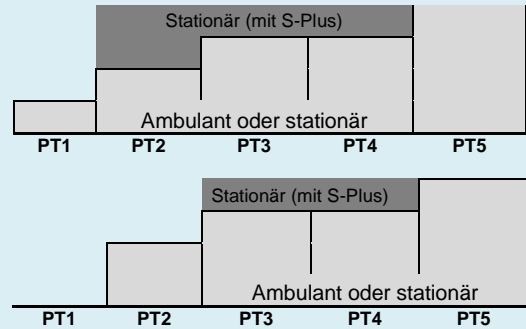 Stationär (mit S-Plus)
Ambulant oder stationär
PT1 PT2 PT3 PT4 PT5
Stationär (mit S-Plus)
Ambulant oder stationär
PT1 PT2 PT3 PT4 PT5